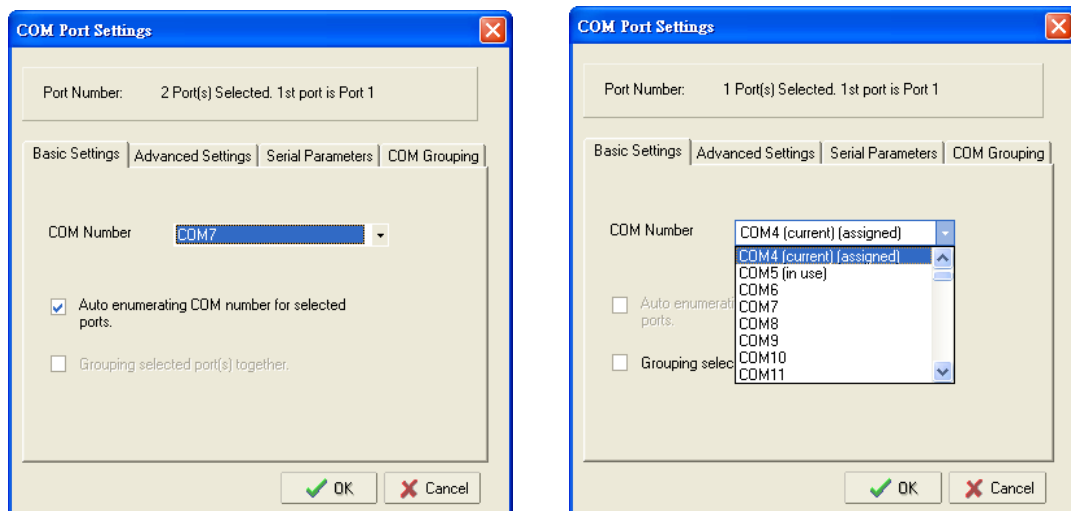 COM Port Settings
Port Number: 2 Port(s) Selected. 1st port is Port 1
Basic Settings Advanced Settings Serial Parameters COM Grouping
COM Number COM7
Auto enumerating COM number for selected
ports.
Grouping selected port(s) together.
OK Cancel
COM Port Settings
Port Number: 1 Port(s) Selected. 1st port is Port 1
Basic Settings Advanced Settings Serial Parameters COM Grouping
COM Number COM4 (current) (assigned)
COM4 (current) (assigned)
COM5 (in use)
COM6
Auto enumerati COM7
ports. COM8
COM9
Grouping selec COM10
COM11
OK Cancel